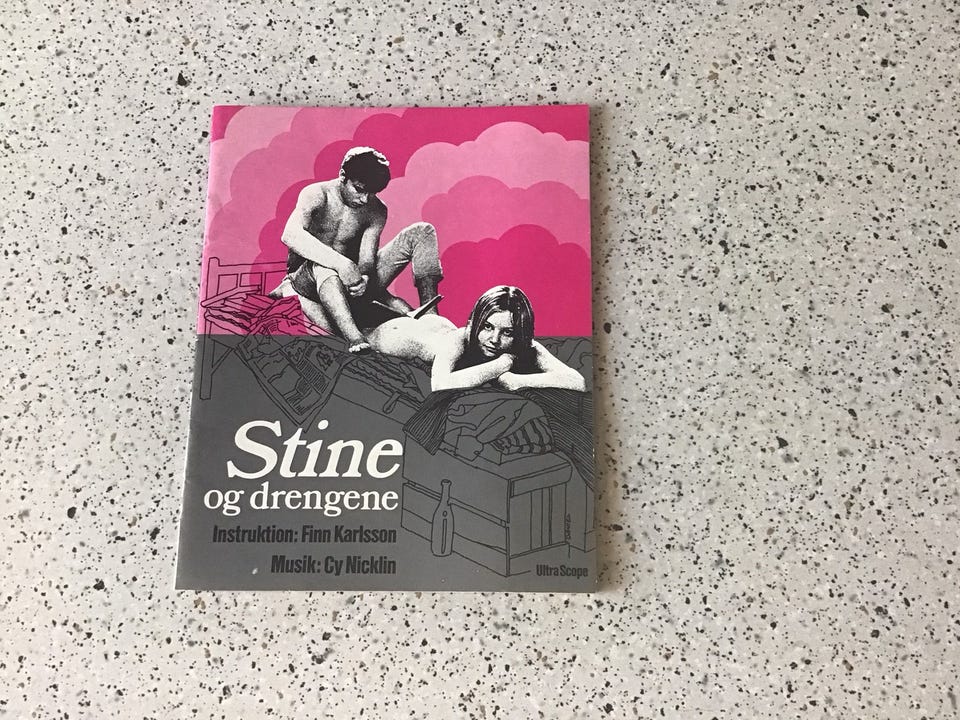 Stine
og drengene
Instruktion: Finn Karlsson
Musik: Cy Nicklin
UltraScope